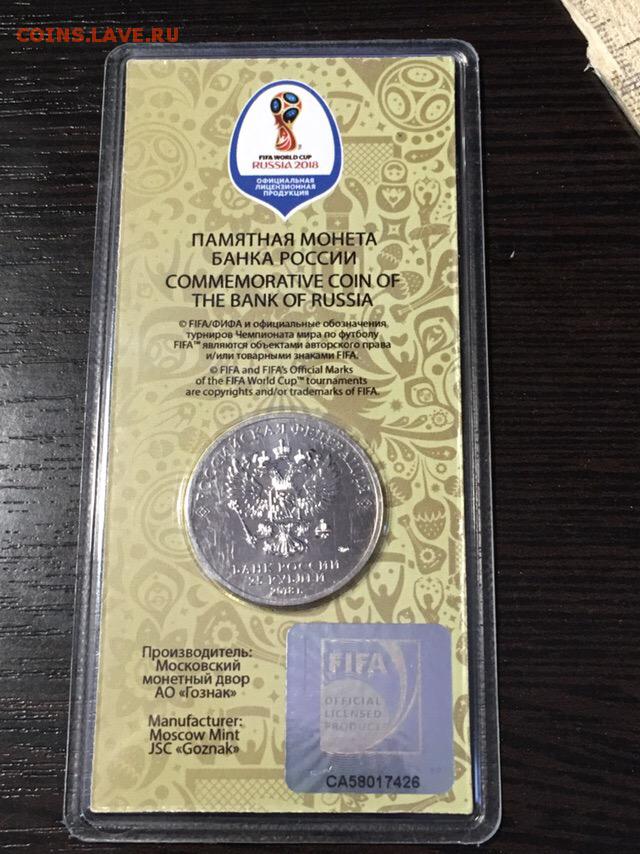 COINS.LAVE.RU
FIFA WORLD CUP
RUSSIA 2018
ОФИЦИАЛЬНАЯ
ЛИЦЕНЗИОННАЯ
ПРОДУКЦИЯ
ПАМЯТНАЯ МОНЕТА
БАНКА РОССИИ
COMMEMORATIVE COIN OF
THE BANK OF RUSSIA
© FIFA/ФИФА и официальные обозначения
турниров Чемпионата мира по футболу
FIFA™ являются объектами авторского права
и/или товарными знаками FIFA.
© FIFA and FIFA's Official Marks
of the FIFA World Cup™ tournaments
are copyrights and/or trademarks of FIFA.
РОССИЙСКАЯ ФЕДЕРАЦИЯ
БАНК РОССИИ
25 РУБЛЕЙ
2018 г.
Производитель:
Московский
монетный двор
АО «Гознак»
Manufacturer:
Moscow Mint
JSC «Goznak»
FIFA
OFFICIAL
LICENSED
PRODUCT
CA58017426